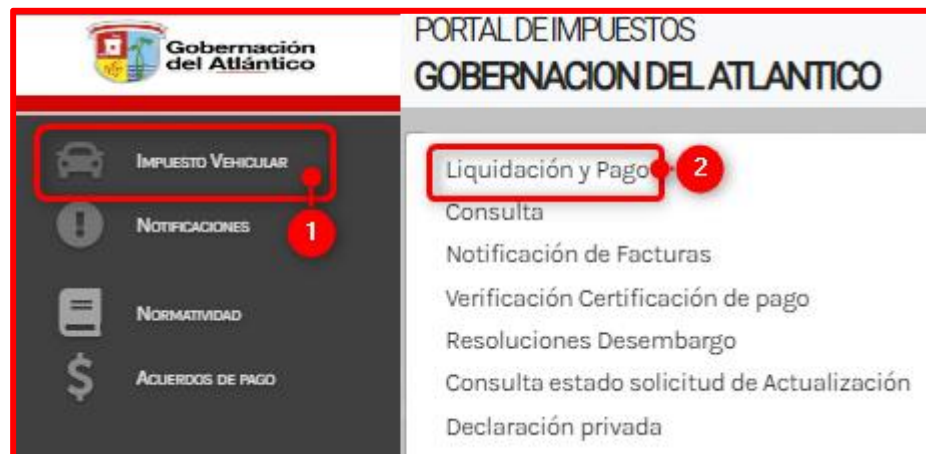 Gobernación
del Atlántico
PORTAL DE IMPUESTOS
GOBERNACION DEL ATLANTICO
IMPUESTO VEHICULAR
1
NOTIFICACIONES
NORMATIVIDAD
ACUERDOS DE PAGO
Liquidación y Pago
2
Consulta
Notificación de Facturas
Verificación Certificación de pago
Resoluciones Desembargo
Consulta estado solicitud de Actualización
Declaración privada